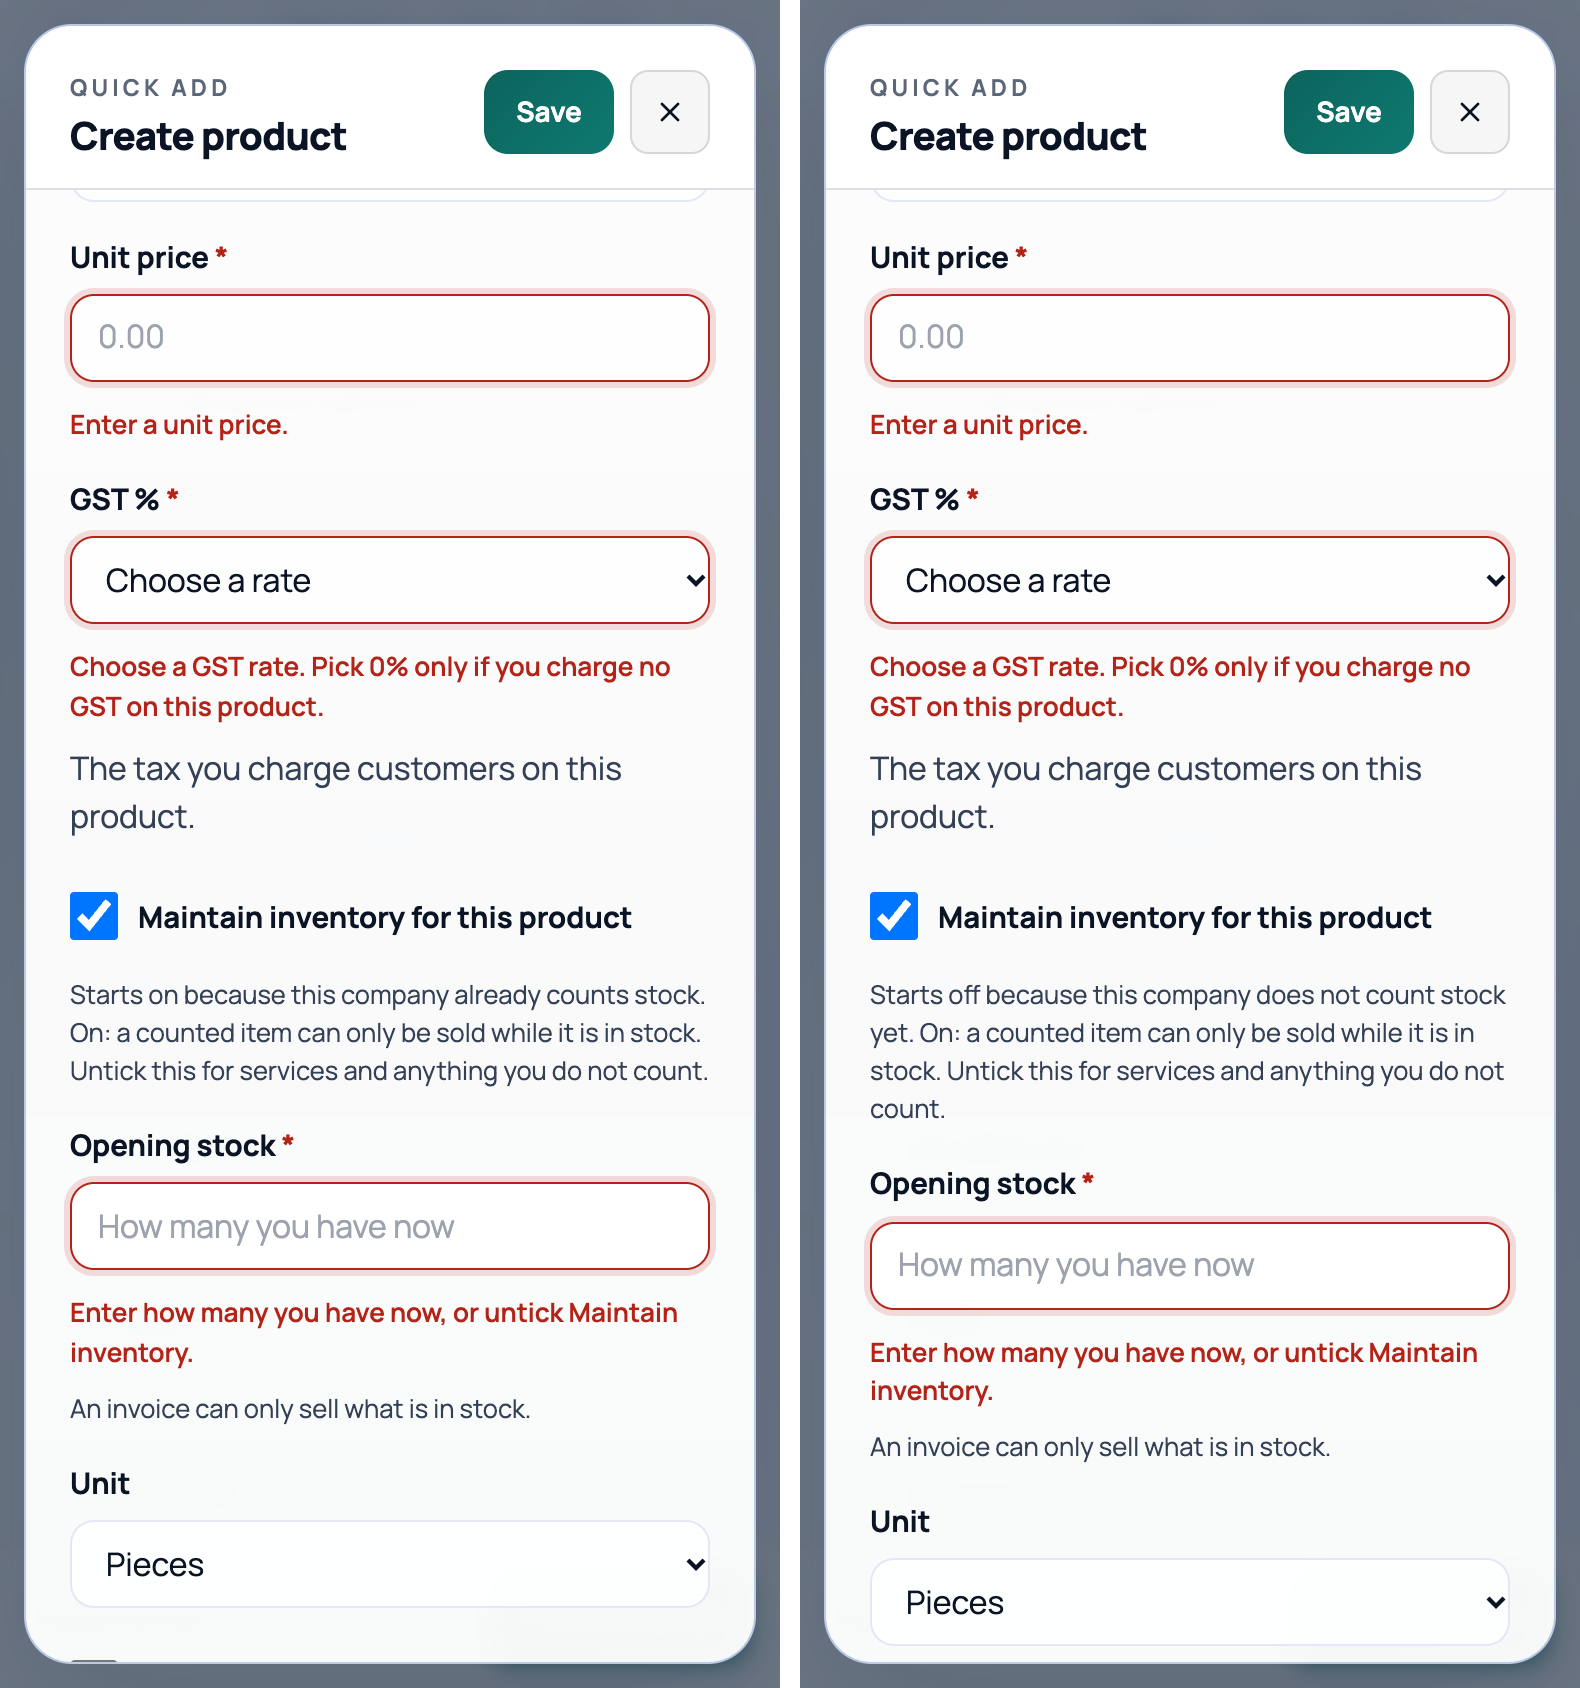 QUICK ADD
Create product
Save
Unit price *
0.00
Enter a unit price.
GST % *
Choose a rate
Choose a GST rate. Pick 0% only if you charge no
GST on this product.
The tax you charge customers on this
product.
Maintain inventory for this product
Starts on because this company already counts stock.
On: a counted item can only be sold while it is in stock.
Untick this for services and anything you do not count.
Opening stock *
How many you have now
Enter how many you have now, or untick Maintain
inventory.
An invoice can only sell what is in stock.
Unit
Pieces
QUICK ADD
Create product
Save
Unit price *
0.00
Enter a unit price.
GST % *
Choose a rate
Choose a GST rate. Pick 0% only if you charge no
GST on this product.
The tax you charge customers on this
product.
Maintain inventory for this product
Starts off because this company does not count stock
yet. On: a counted item can only be sold while it is in
stock. Untick this for services and anything you do not
count.
Opening stock *
How many you have now
Enter how many you have now, or untick Maintain
inventory.
An invoice can only sell what is in stock.
Unit
Pieces